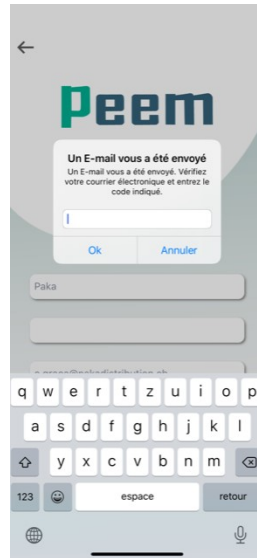 Peem
Un E-mail vous a été envoyé
Un E-mail vous a été envoyé. Vérifiez
votre courrier électronique et entrez le
code indiqué.
Ok Annuler
Paka
q w e r t z u i o p
a s d f g h j k l
y x c v b n m
123 espace retour